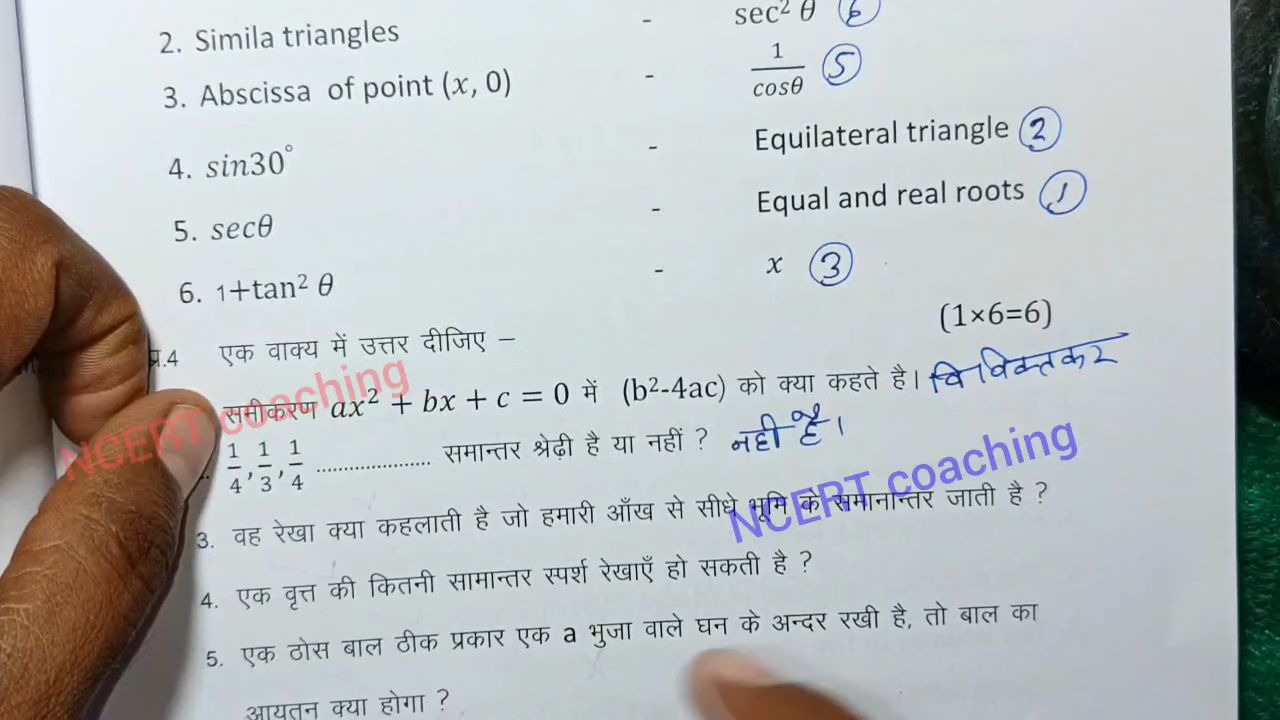 2. Simila triangles - sec² θ 6
3. Abscissa of point (x, 0) - 1/cosθ 5
4. sin30° - Equilateral triangle 2
5. secθ - Equal and real roots 1
6. 1+tan² θ - x 3
(1×6=6)
प्र.4 एक वाक्य में उत्तर दीजिए –
समीकरण ax² + bx + c = 0 में (b²-4ac) को क्या कहते है। विविक्तकर
1/4, 1/3, 1/4 ..................... समान्तर श्रेढ़ी है या नहीं ? नही है।
3. वह रेखा क्या कहलाती है जो हमारी आँख से सीधे भूमि के समानान्तर जाती है ?
4. एक वृत्त की कितनी सामान्तर स्पर्श रेखाएँ हो सकती है ?
5. एक ठोस बाल ठीक प्रकार एक a भुजा वाले घन के अन्दर रखी है, तो बाल का
आयतन क्या होगा ?
NCERT coaching
NCERT coaching